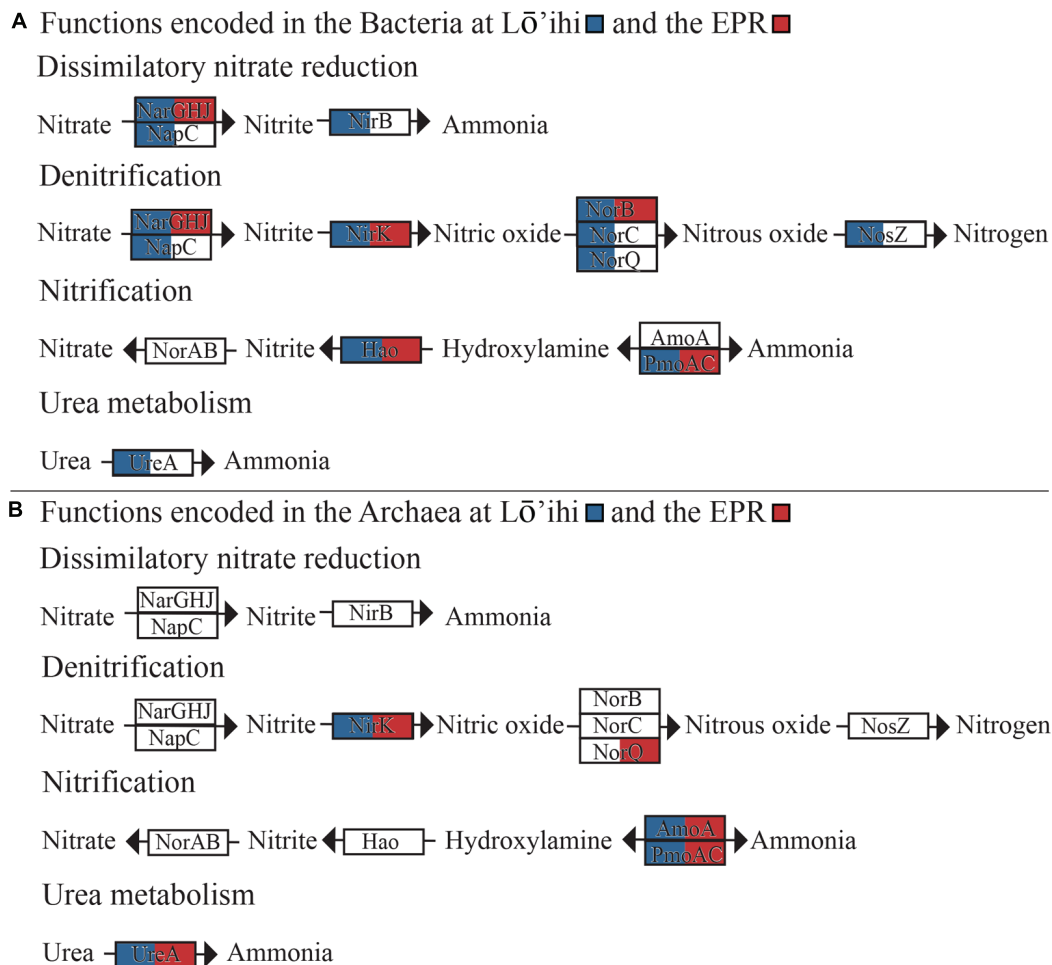 A Functions encoded in the Bacteria at Lō'ihi and the EPR
Dissimilatory nitrate reduction
NarGHJ
Nitrate NapC Nitrite NirB Ammonia
Denitrification
NarGHJ NorB
Nitrate NapC Nitrite NirK Nitric oxide NorC Nitrous oxide NosZ Nitrogen
NorQ
Nitrification
AmoA
Nitrate NorAB Nitrite Hao Hydroxylamine PmoAC Ammonia
Urea metabolism
Urea UreA Ammonia
B Functions encoded in the Archaea at Lō'ihi and the EPR
Dissimilatory nitrate reduction
NarGHJ
Nitrate NapC Nitrite NirB Ammonia
Denitrification
NarGHJ NorB
Nitrate NapC Nitrite NirK Nitric oxide NorC Nitrous oxide NosZ Nitrogen
NorQ
Nitrification
AmoA
Nitrate NorAB Nitrite Hao Hydroxylamine PmoAC Ammonia
Urea metabolism
Urea UreA Ammonia